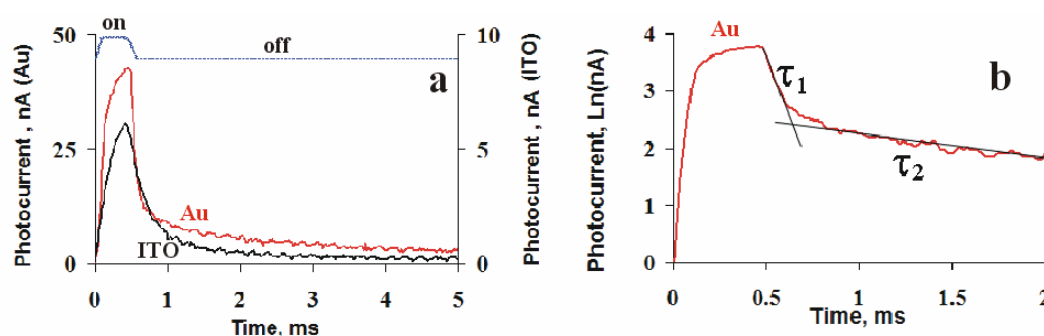 on
off
a
50
25
0
Photocurrent , nA (Au)
10
5
0
Photocurrent , nA (ITO)
Au
ITO
0 1 2 3 4 5
Time, ms
b
Au
τ1
τ2
4
3
2
1
0
Photocurrent, Ln(nA)
0 0.5 1 1.5 2
Time, ms